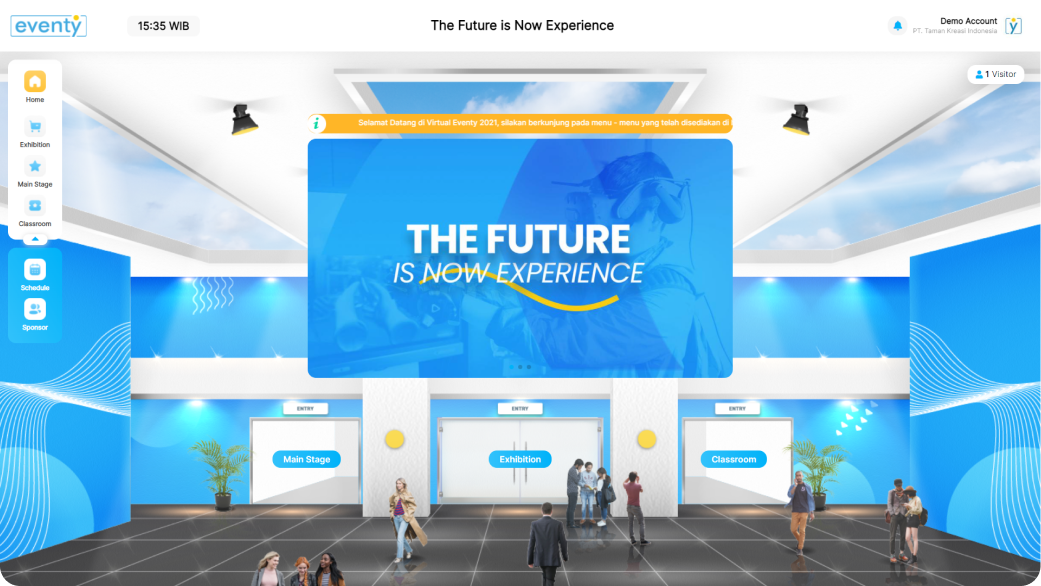 eventy
15:35 WIB
The Future is Now Experience
Demo Account
PT. Taman Kreasi Indonesia
y
1 Visitor
Home
Exhibition
Main Stage
Classroom
Schedule
Sponsor
i
Selamat Datang di Virtual Eventy 2021, silakan berkunjung pada menu - menu yang telah disediakan di
THE FUTURE
IS NOW EXPERIENCE
ENTRY
ENTRY
ENTRY
Main Stage
Exhibition
Classroom